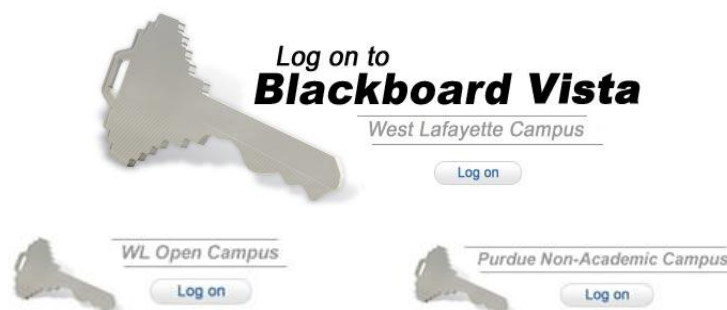 Log on to
Blackboard Vista
West Lafayette Campus
Log on
WL Open Campus
Log on
Purdue Non-Academic Campus
Log on